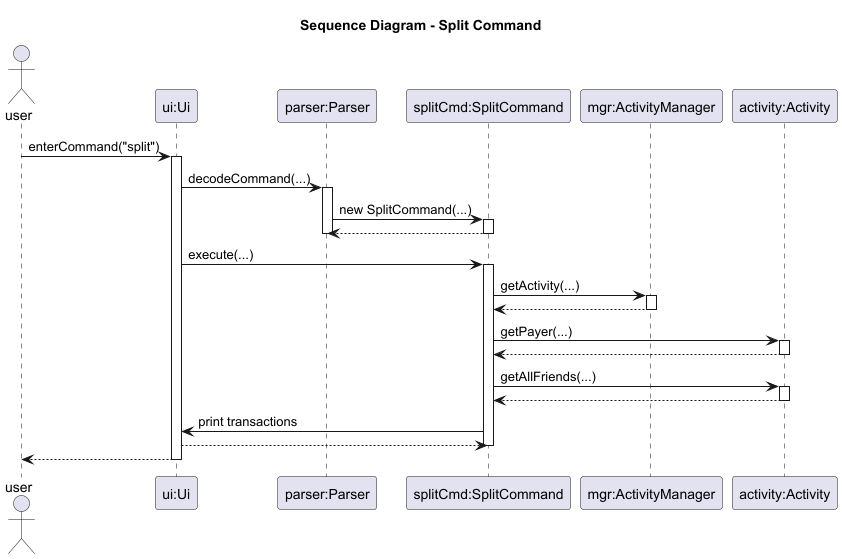 Sequence Diagram - Split Command
user
ui:Ui
parser:Parser
splitCmd:SplitCommand
mgr:ActivityManager
activity:Activity
enterCommand("split")
decodeCommand(...)
new SplitCommand(...)
execute(...)
getActivity(...)
getPayer(...)
getAllFriends(...)
print transactions
user
ui:Ui
parser:Parser
splitCmd:SplitCommand
mgr:ActivityManager
activity:Activity